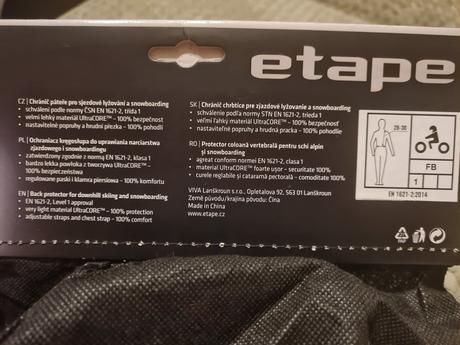 etape
CZ | Chránič páteře pro sjezdové lyžování a snowboarding
• schválení podle normy ČSN EN 1621-2, třída 1
• velmi lehký materiál UltraCORE™ – 100% bezpečnost
• nastavitelné popruhy a hrudní přezka – 100% pohodlí
PL | Ochraniacz kręgosłupa do uprawiania narciarstwa
zjazdowego i snowboardingu
• zatwierdzony zgodnie z normą EN 1621-2, klasa 1
• bardzo lekka powłoka z tworzywa UltraCORE™ –
100% bezpieczeństwa
• regulowane paski i klamra piersiowa – 100% komfortu
EN | Back protector for downhill skiing and snowboarding
• EN 1621-2, Level 1 approval
• very light material UltraCORE™ – 100% protection
• adjustable straps and chest strap – 100% comfort
SK | Chránič chrbtice pre zjazdové lyžovanie a snowboarding
• schválenie podľa normy STN EN 1621-2, trieda 1
• veľmi ľahký materiál UltraCORE™ – 100% bezpečnosť
• nastaviteľné popruhy a hrudná pracka – 100% pohodlie
RO | Protector coloană vertebrală pentru schi alpin
și snowboarding
• agreat conform normei EN 1621-2, clasa 1
• material UltraCORE™ foarte ușor – securitate 100%
• curele reglabile și cataramă pectorală – comoditate 100%
VIVA Lanškroun s.r.o., Opletalova 92, 563 01 Lanškroun
Země původu/krajina pôvodu: Čína
Made in China
www.etape.cz
28-30
FB
1
EN 1621-2:2014
PAP